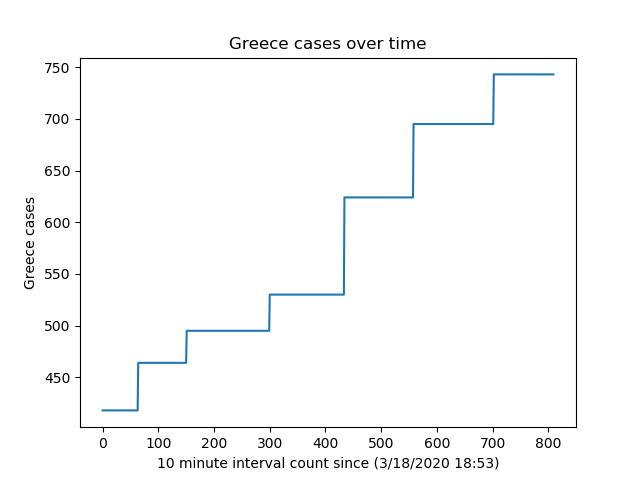 Greece cases over time
750
700
650
600
550
500
450
Greece cases
0 100 200 300 400 500 600 700 800
10 minute interval count since (3/18/2020 18:53)